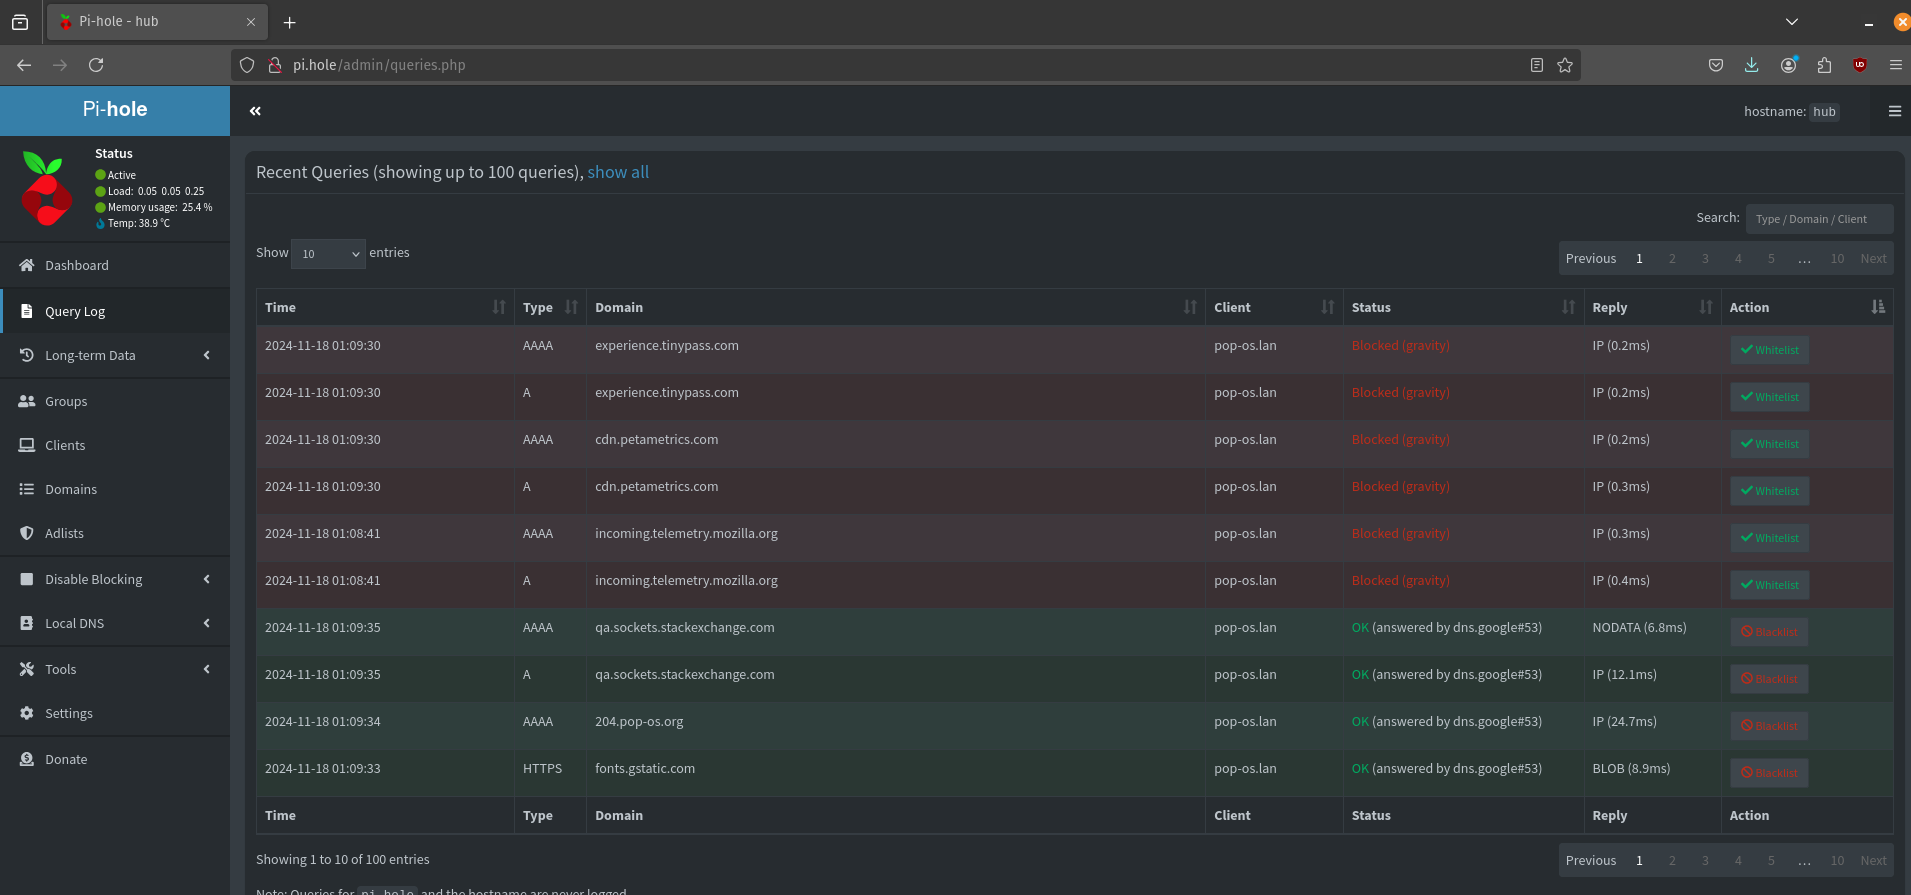 Pi-hole - hub
pi.hole/admin/queries.php
Pi-hole
hostname: hub
Status
Active
Load: 0.05 0.05 0.25
Memory usage: 25.4 %
Temp: 38.9 °C
Dashboard
Query Log
Long-term Data
Groups
Clients
Domains
Adlists
Disable Blocking
Local DNS
Tools
Settings
Donate
Recent Queries (showing up to 100 queries), show all
Search: Type / Domain / Client
Show 10 entries
Previous 1 2 3 4 5 … 10 Next
Time Type Domain Client Status Reply Action
2024-11-18 01:09:30 AAAA experience.tinypass.com pop-os.lan Blocked (gravity) IP (0.2ms) Whitelist
2024-11-18 01:09:30 A experience.tinypass.com pop-os.lan Blocked (gravity) IP (0.2ms) Whitelist
2024-11-18 01:09:30 AAAA cdn.petametrics.com pop-os.lan Blocked (gravity) IP (0.2ms) Whitelist
2024-11-18 01:09:30 A cdn.petametrics.com pop-os.lan Blocked (gravity) IP (0.3ms) Whitelist
2024-11-18 01:08:41 AAAA incoming.telemetry.mozilla.org pop-os.lan Blocked (gravity) IP (0.3ms) Whitelist
2024-11-18 01:08:41 A incoming.telemetry.mozilla.org pop-os.lan Blocked (gravity) IP (0.4ms) Whitelist
2024-11-18 01:09:35 AAAA qa.sockets.stackexchange.com pop-os.lan OK (answered by dns.google#53) NODATA (6.8ms) Blacklist
2024-11-18 01:09:35 A qa.sockets.stackexchange.com pop-os.lan OK (answered by dns.google#53) IP (12.1ms) Blacklist
2024-11-18 01:09:34 AAAA 204.pop-os.org pop-os.lan OK (answered by dns.google#53) IP (24.7ms) Blacklist
2024-11-18 01:09:33 HTTPS fonts.gstatic.com pop-os.lan OK (answered by dns.google#53) BLOB (8.9ms) Blacklist
Time Type Domain Client Status Reply Action
Showing 1 to 10 of 100 entries
Previous 1 2 3 4 5 … 10 Next
Note: Queries for pi.hole and the hostname are never logged.